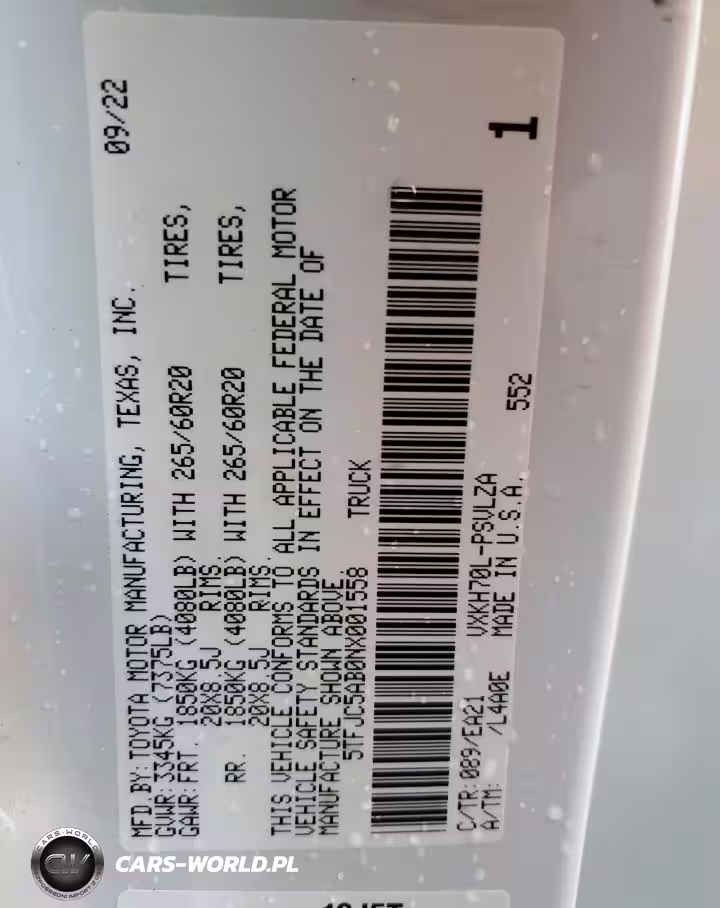 MFD.BY: TOYOTA MOTOR MANUFACTURING, TEXAS, INC. 09/22
GVWR: 3345KG (7375LB)
GAWR: FRT. 1850KG (4080LB) WITH 265/60R20 TIRES,
20X8.5J RIMS.
RR. 1850KG (4080LB) WITH 265/60R20 TIRES,
20X8.5J RIMS.
THIS VEHICLE CONFORMS TO ALL APPLICABLE FEDERAL MOTOR
VEHICLE SAFETY STANDARDS IN EFFECT ON THE DATE OF
MANUFACTURE SHOWN ABOVE.
5TFJC5AB0NX001558 TRUCK
C/TR: 089/EA21 VXKH70L-PSVLZA
A/TM: /L4A0E MADE IN U.S.A. 552
1
CARS-WORLD
CW
CARS-WORLD.PL